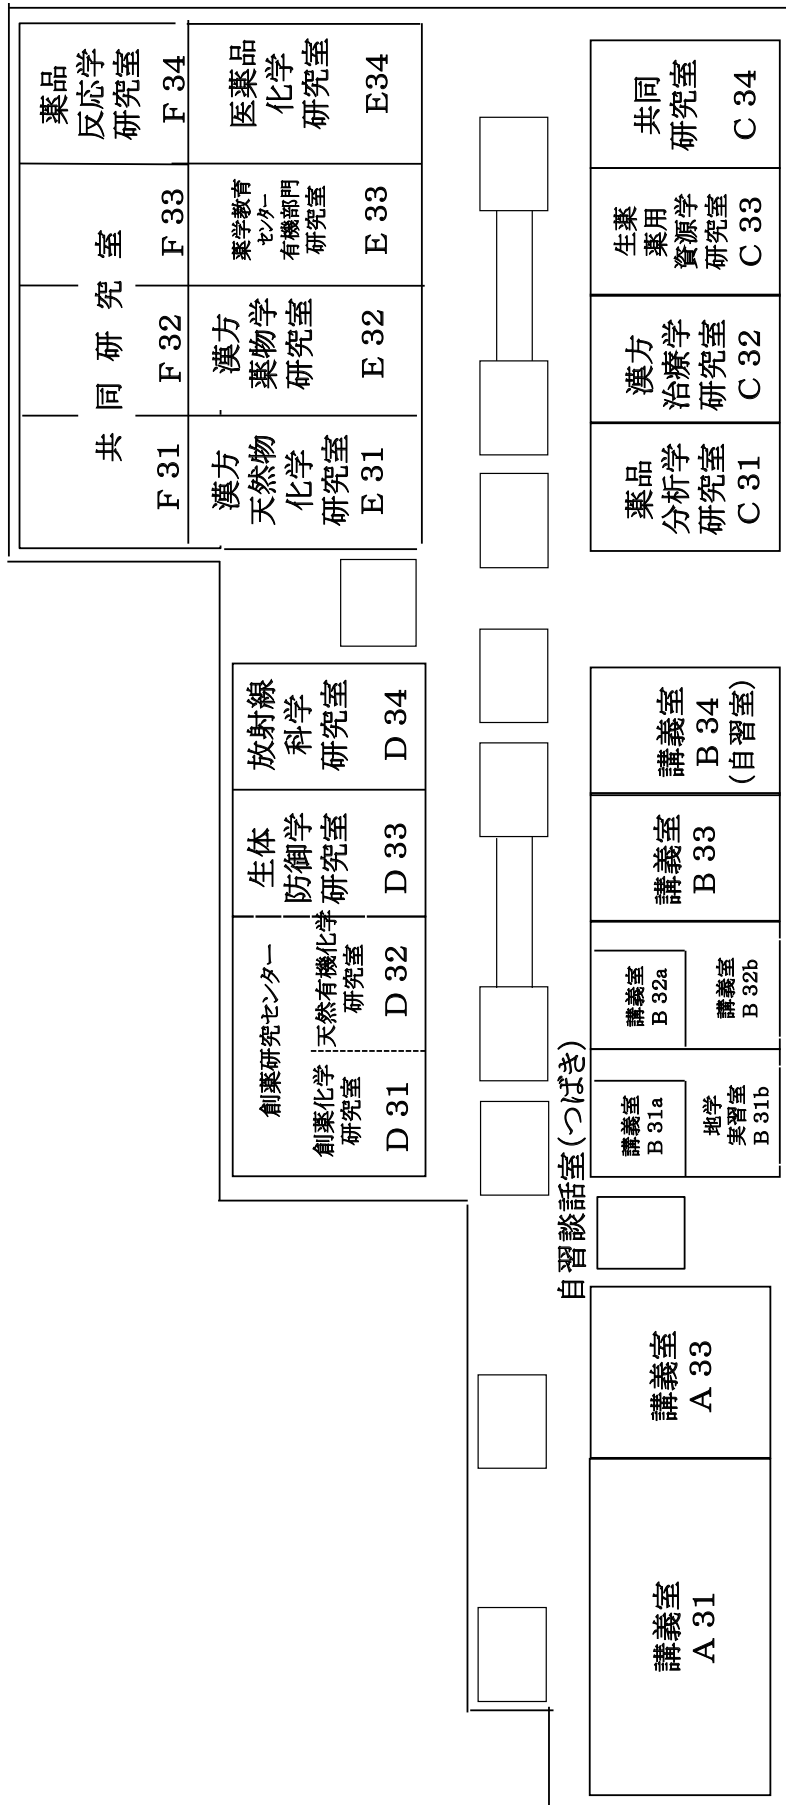 共同研究室
F 31
F 32
F 33
薬品
反応学
研究室
F 34
漢方
天然物
化学
研究室
E 31
漢方
薬物学
研究室
E 32
薬学教育
センター
有機部門
研究室
E 33
医薬品
化学
研究室
E34
創薬研究センター
創薬化学
研究室
D 31
天然有機化学
研究室
D 32
生体
防御学
研究室
D 33
放射線
科学
研究室
D 34
自習談話室(つばき)
講義室
A 31
講義室
A 33
講義室
B 31a
地学
実習室
B 31b
講義室
B 32a
講義室
B 32b
講義室
B 33
講義室
B 34
(自習室)
薬品
分析学
研究室
C 31
漢方
治療学
研究室
C 32
生薬
薬用
資源学
研究室
C 33
共同
研究室
C 34